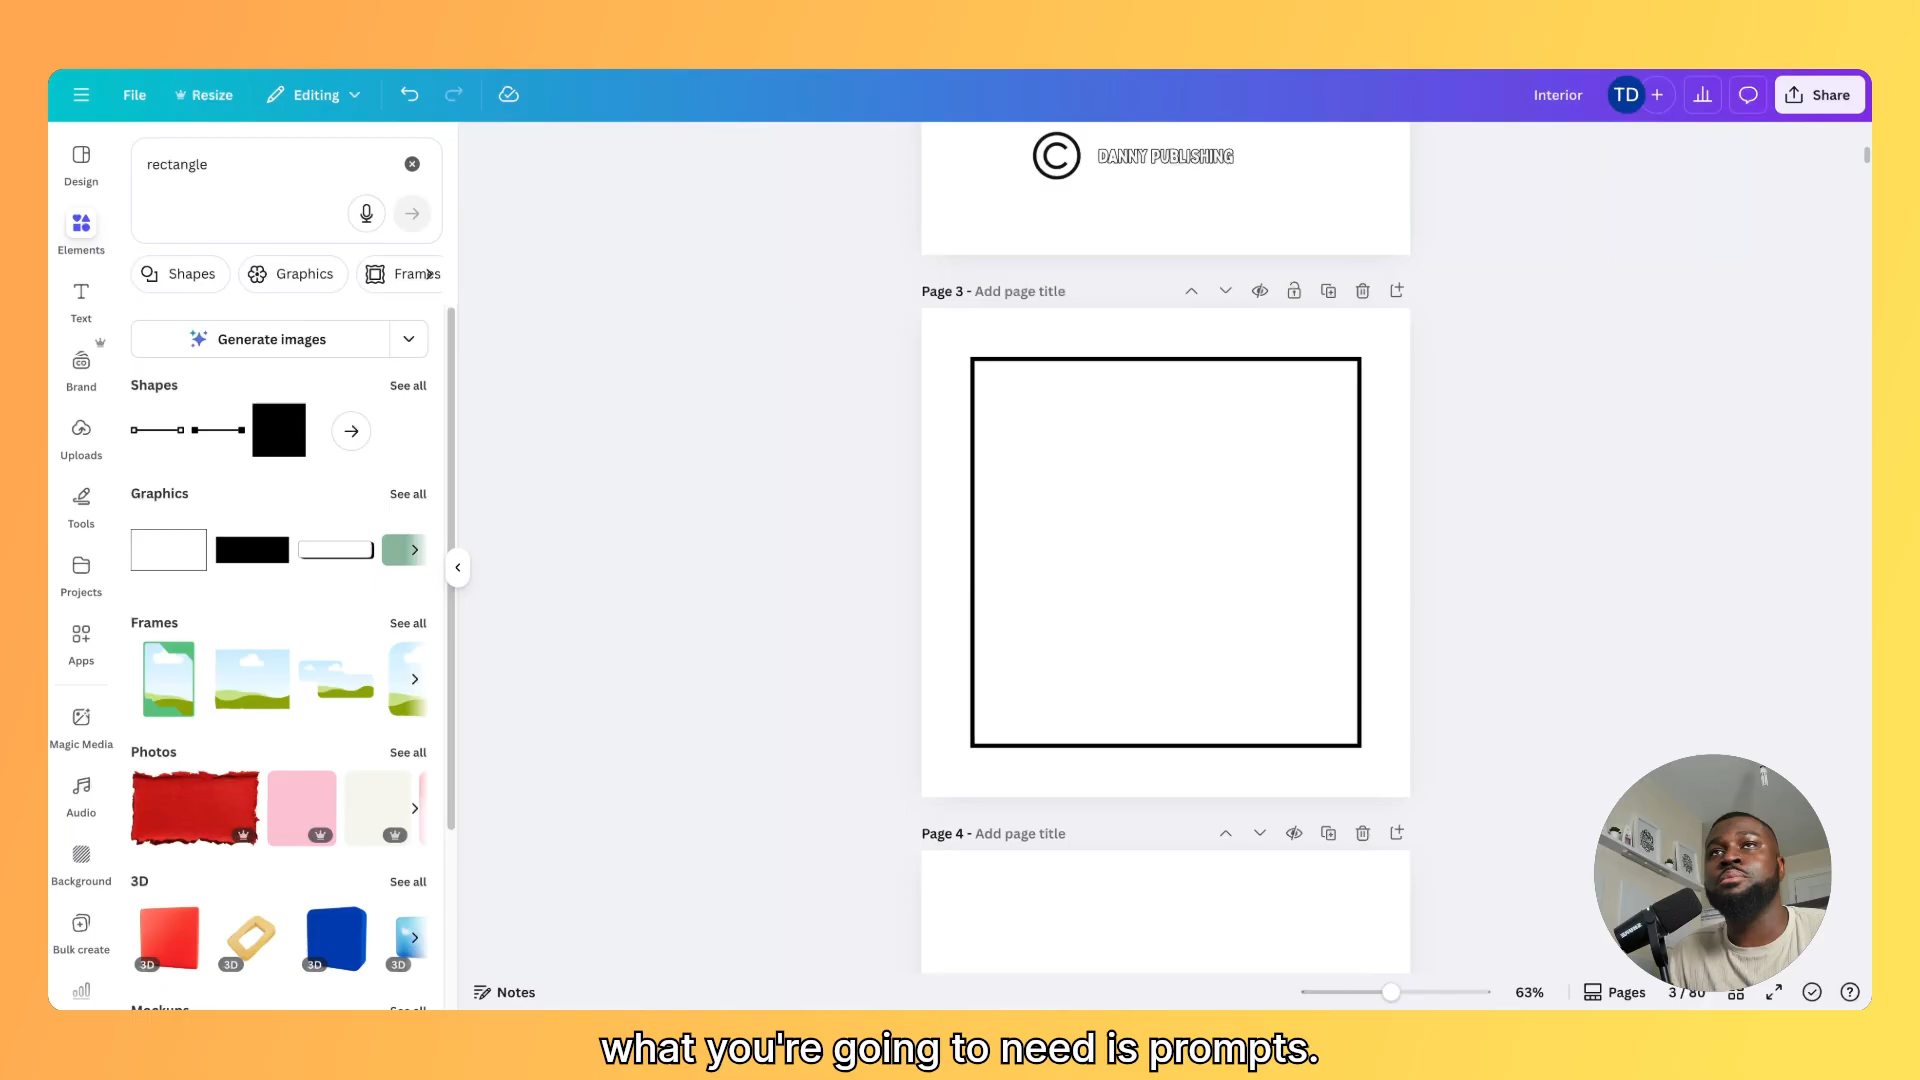 File
Resize
Editing
Interior
TD
+
Share
Design
Elements
Text
Brand
Uploads
Tools
Projects
Apps
Magic Media
Audio
Background
Bulk create
rectangle
Shapes
Graphics
Frames
Generate images
Shapes
See all
Graphics
See all
Frames
See all
Photos
See all
3D
See all
3D
3D
3D
3D
© DANNY PUBLISHING
Page 3 - Add page title
Page 4 - Add page title
Notes
63%
Pages
3 / 80
what you're going to need is prompts.